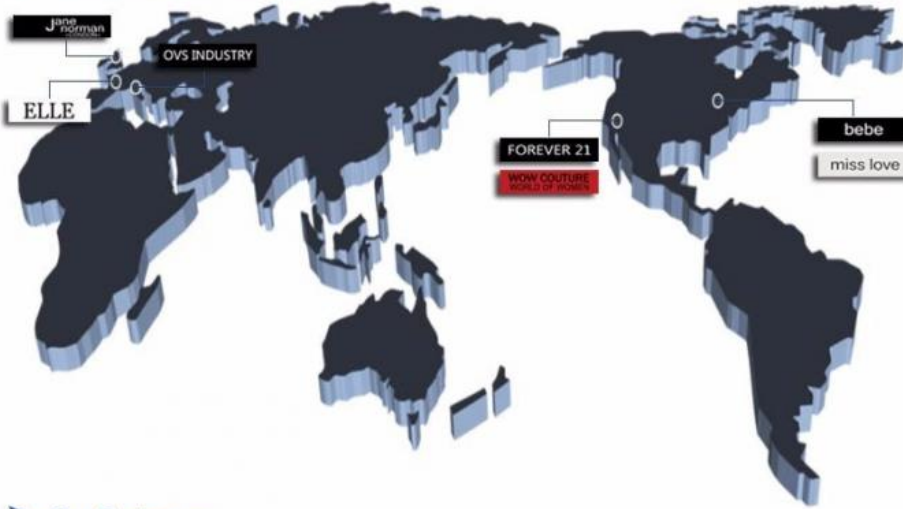 jane
norman
OVS INDUSTRY
ELLE
FOREVER 21
WOW COUTURE
WORLD OF WOMEN
bebe
miss love